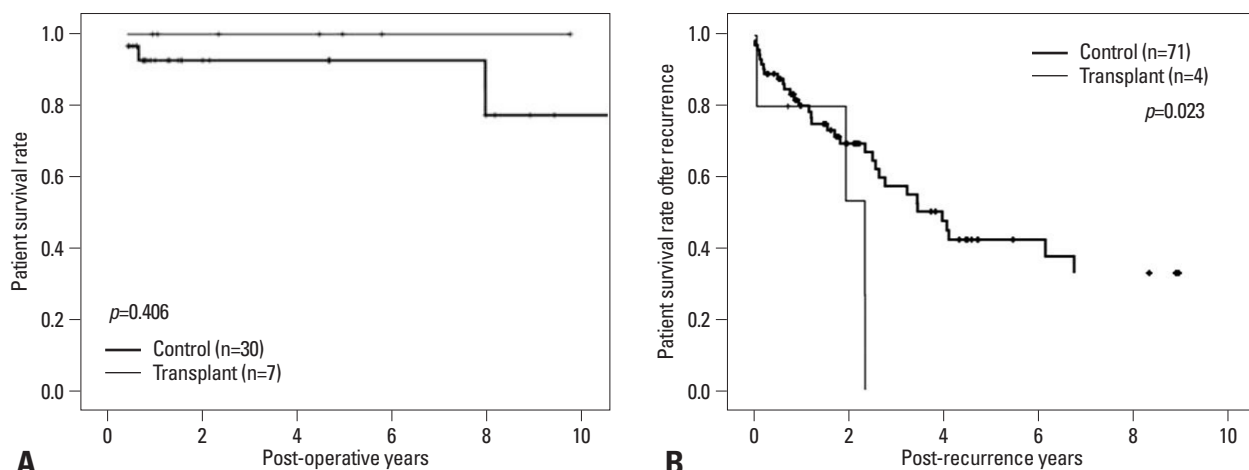 Patient survival rate
1.0
0.8
0.6
0.4
0.2
0.0
p=0.406
Control (n=30)
Transplant (n=7)
0 2 4 6 8 10
Post-operative years
A
Patient survival rate after recurrence
1.0
0.8
0.6
0.4
0.2
0.0
Control (n=71)
Transplant (n=4)
p=0.023
0 2 4 6 8 10
Post-recurrence years
B